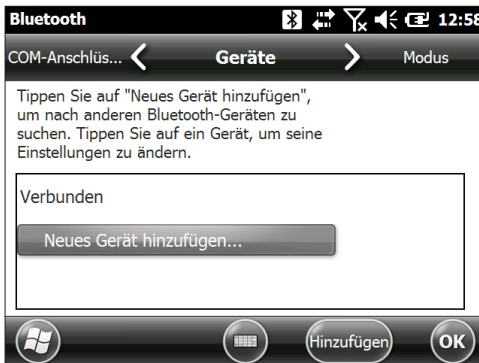 Bluetooth 12:58
COM-Anschlüs... Geräte Modus
Tippen Sie auf "Neues Gerät hinzufügen",
um nach anderen Bluetooth-Geräten zu
suchen. Tippen Sie auf ein Gerät, um seine
Einstellungen zu ändern.
Verbunden
Neues Gerät hinzufügen...
Hinzufügen OK